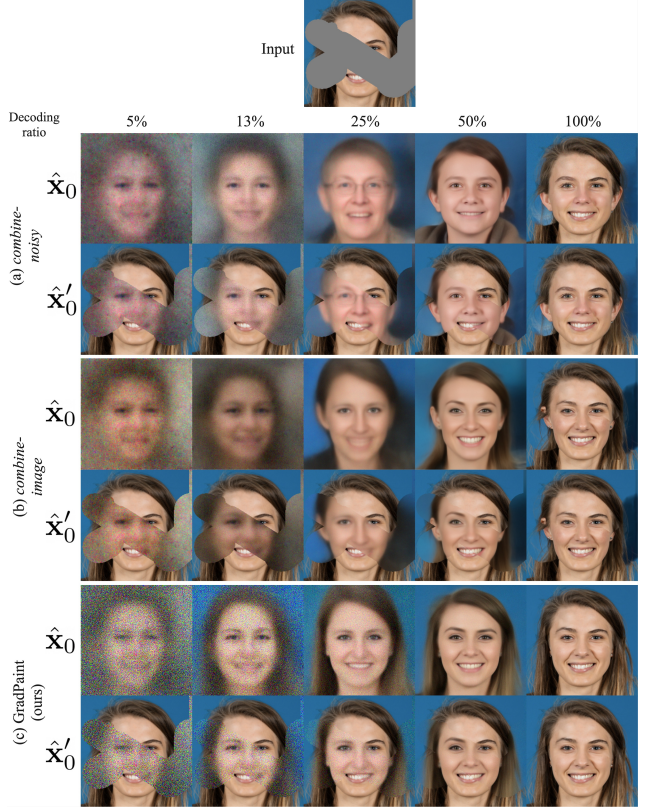 Input
Decoding
ratio
5% 13% 25% 50% 100%
(a) combine-
noisy
x̂₀
x̂′₀
(b) combine-
image
x̂₀
x̂′₀
(c) GradPaint
(ours)
x̂₀
x̂′₀